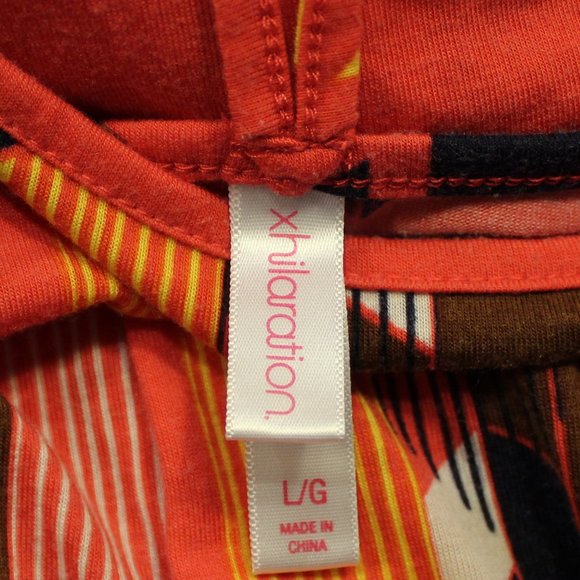 xhilaration.
L/G
MADE IN
CHINA